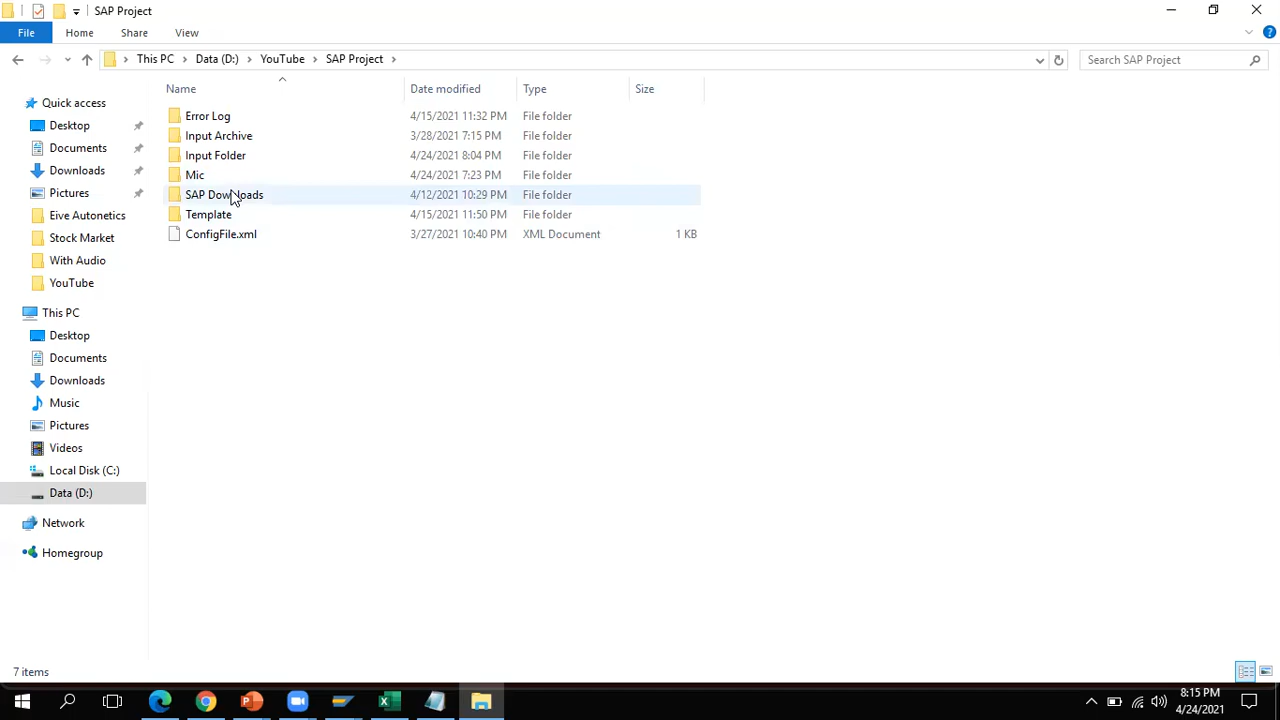 SAP Project
File Home Share View
This PC Data (D:) YouTube SAP Project Search SAP Project
Name Date modified Type Size
Error Log 4/15/2021 11:32 PM File folder
Input Archive 3/28/2021 7:15 PM File folder
Input Folder 4/24/2021 8:04 PM File folder
Mic 4/24/2021 7:23 PM File folder
SAP Downloads 4/12/2021 10:29 PM File folder
Template 4/15/2021 11:50 PM File folder
ConfigFile.xml 3/27/2021 10:40 PM XML Document 1 KB
Quick access
Desktop
Documents
Downloads
Pictures
Eive Autonetics
Stock Market
With Audio
YouTube
This PC
Desktop
Documents
Downloads
Music
Pictures
Videos
Local Disk (C:)
Data (D:)
Network
Homegroup
7 items
8:15 PM
4/24/2021